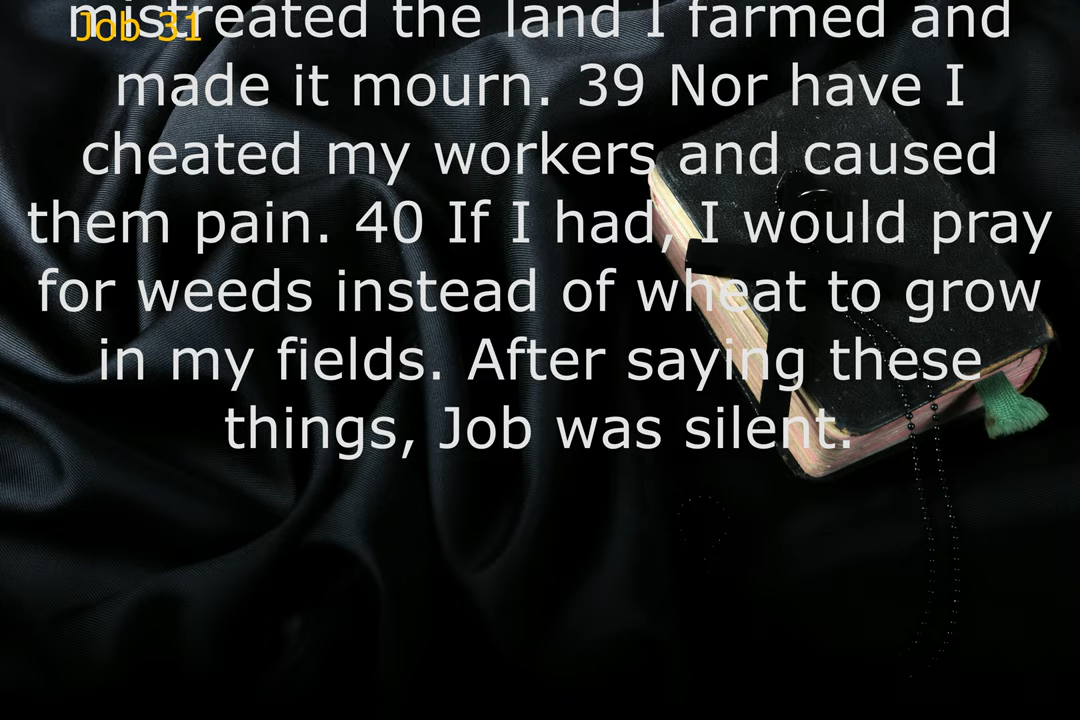 Job 31
mistreated the land I farmed and
made it mourn. 39 Nor have I
cheated my workers and caused
them pain. 40 If I had, I would pray
for weeds instead of wheat to grow
in my fields. After saying these
things, Job was silent.